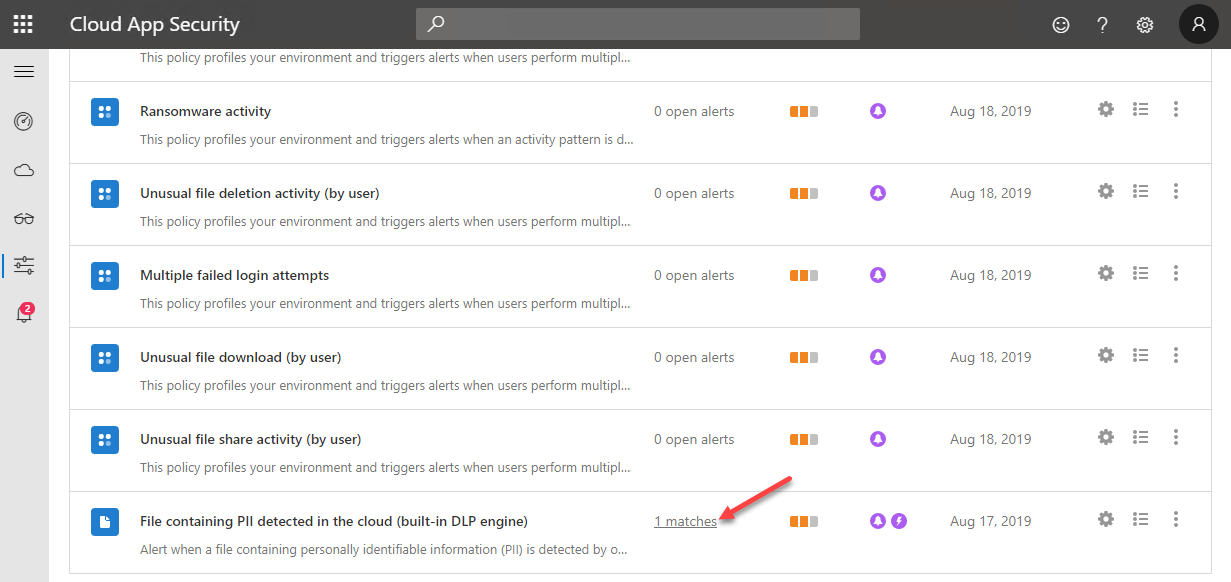 Cloud App Security
This policy profiles your environment and triggers alerts when users perform multipl...
Ransomware activity 0 open alerts Aug 18, 2019
This policy profiles your environment and triggers alerts when an activity pattern is d...
Unusual file deletion activity (by user) 0 open alerts Aug 18, 2019
This policy profiles your environment and triggers alerts when users perform multipl...
Multiple failed login attempts 0 open alerts Aug 18, 2019
This policy profiles your environment and triggers alerts when users perform multipl...
2
Unusual file download (by user) 0 open alerts Aug 18, 2019
This policy profiles your environment and triggers alerts when users perform multipl...
Unusual file share activity (by user) 0 open alerts Aug 18, 2019
This policy profiles your environment and triggers alerts when users perform multipl...
File containing PII detected in the cloud (built-in DLP engine) 1 matches Aug 17, 2019
Alert when a file containing personally identifiable information (PII) is detected by o...